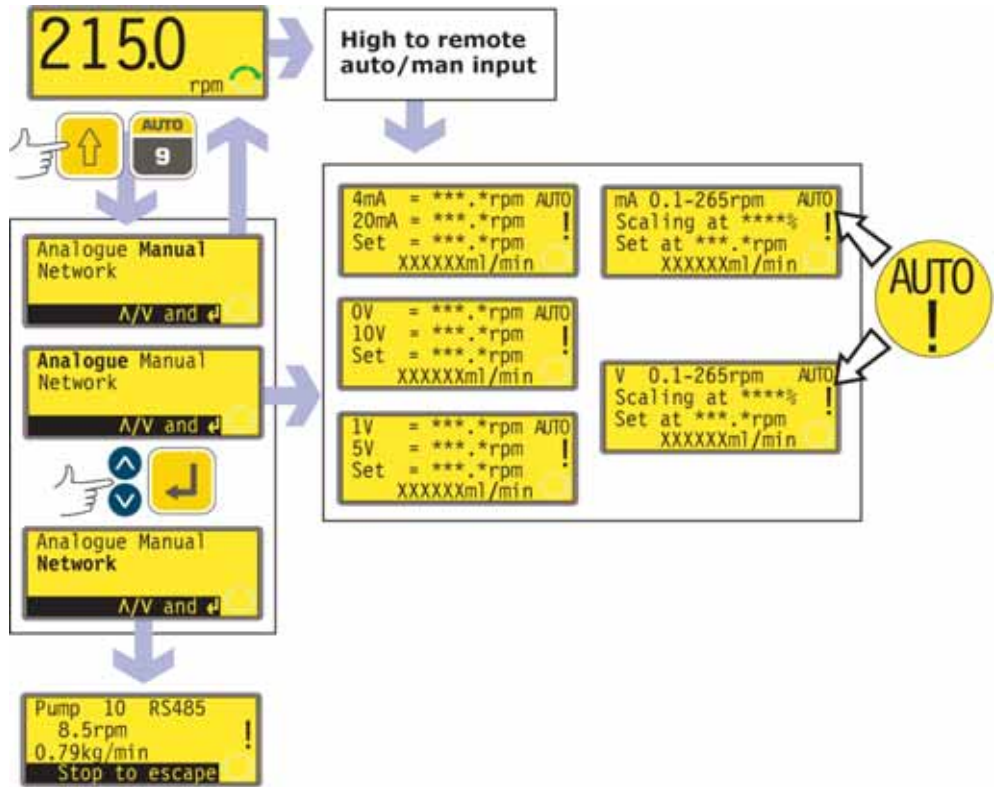 215.0
rpm
High to remote
auto/man input
AUTO
9
Analogue Manual
Network
Λ/V and ↲
Analogue Manual
Network
Λ/V and ↲
Analogue Manual
Network
Λ/V and ↲
Pump 10 RS485
8.5rpm
0.79kg/min
!
Stop to escape
4mA = ***.*rpm AUTO
20mA = ***.*rpm !
Set = ***.*rpm
XXXXXXml/min
0V = ***.*rpm AUTO
10V = ***.*rpm !
Set = ***.*rpm
XXXXXXml/min
1V = ***.*rpm AUTO
5V = ***.*rpm !
Set = ***.*rpm
XXXXXXml/min
mA 0.1-265rpm AUTO
Scaling at ****% !
Set at ***.*rpm
XXXXXXml/min
V 0.1-265rpm AUTO
Scaling at ****% !
Set at ***.*rpm
XXXXXXml/min
AUTO
!